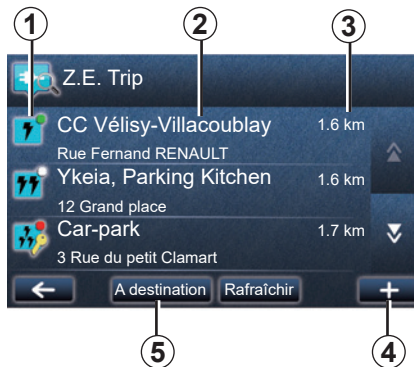 1 2 3
Z.E. Trip
CC Vélisy-Villacoublay 1.6 km
Rue Fernand RENAULT
Ykeia, Parking Kitchen 1.6 km
12 Grand place
Car-park 1.7 km
3 Rue du petit Clamart
A destination Rafraîchir +
5 4